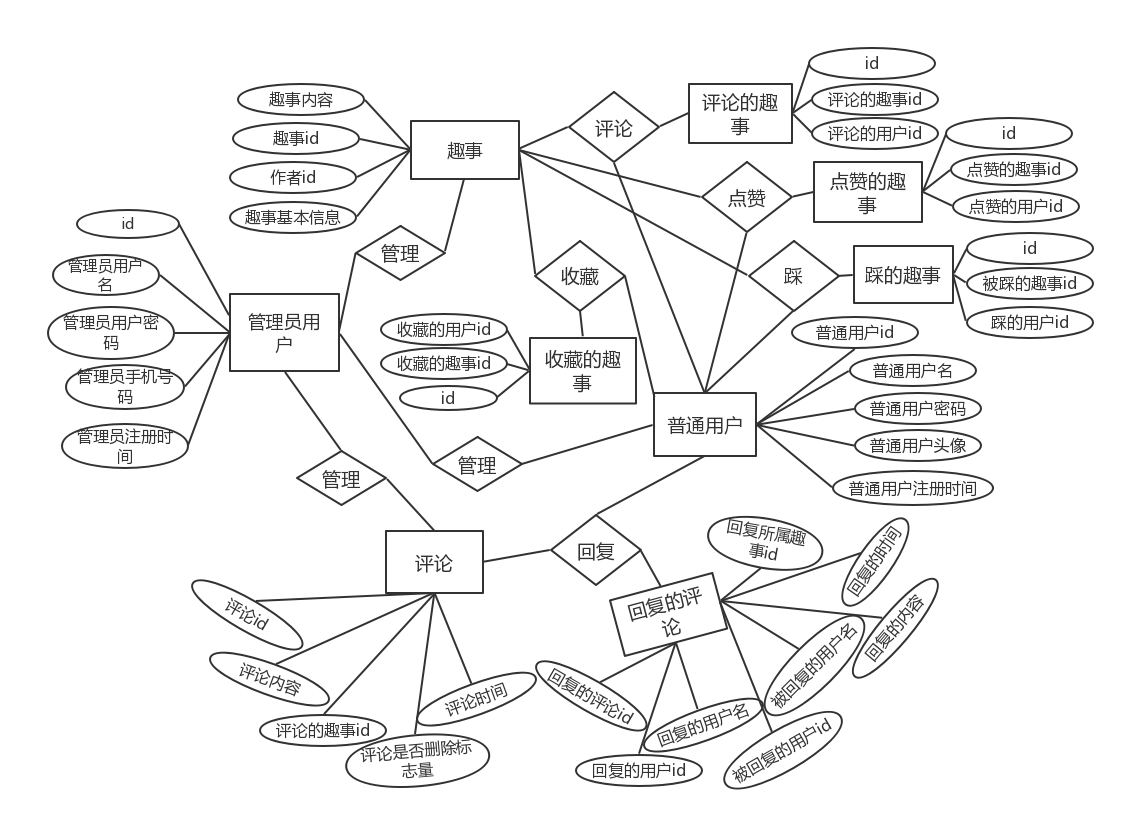 id
评论的趣
事
评论的趣事id
评论的用户id
趣事内容
趣事id
作者id
趣事基本信息
趣事
评论
点赞
点赞的趣
事
id
点赞的趣事id
点赞的用户id
id
管理员用户
名
管理员用户密
码
管理员手机号
码
管理员注册时
间
管理员用
户
管理
收藏
踩
踩的趣事
id
被踩的趣事id
踩的用户id
收藏的用户id
收藏的趣事id
id
收藏的趣
事
普通用户
普通用户id
普通用户名
普通用户密码
普通用户头像
普通用户注册时间
管理
管理
评论
回复
回复所属趣
事id
回复的时间
回复的评
论
回复的内容
评论id
评论内容
评论的趣事id
评论是否删除标
志量
评论时间
回复的评论id
回复的用户id
回复的用户名
被回复的用户名
被回复的用户id